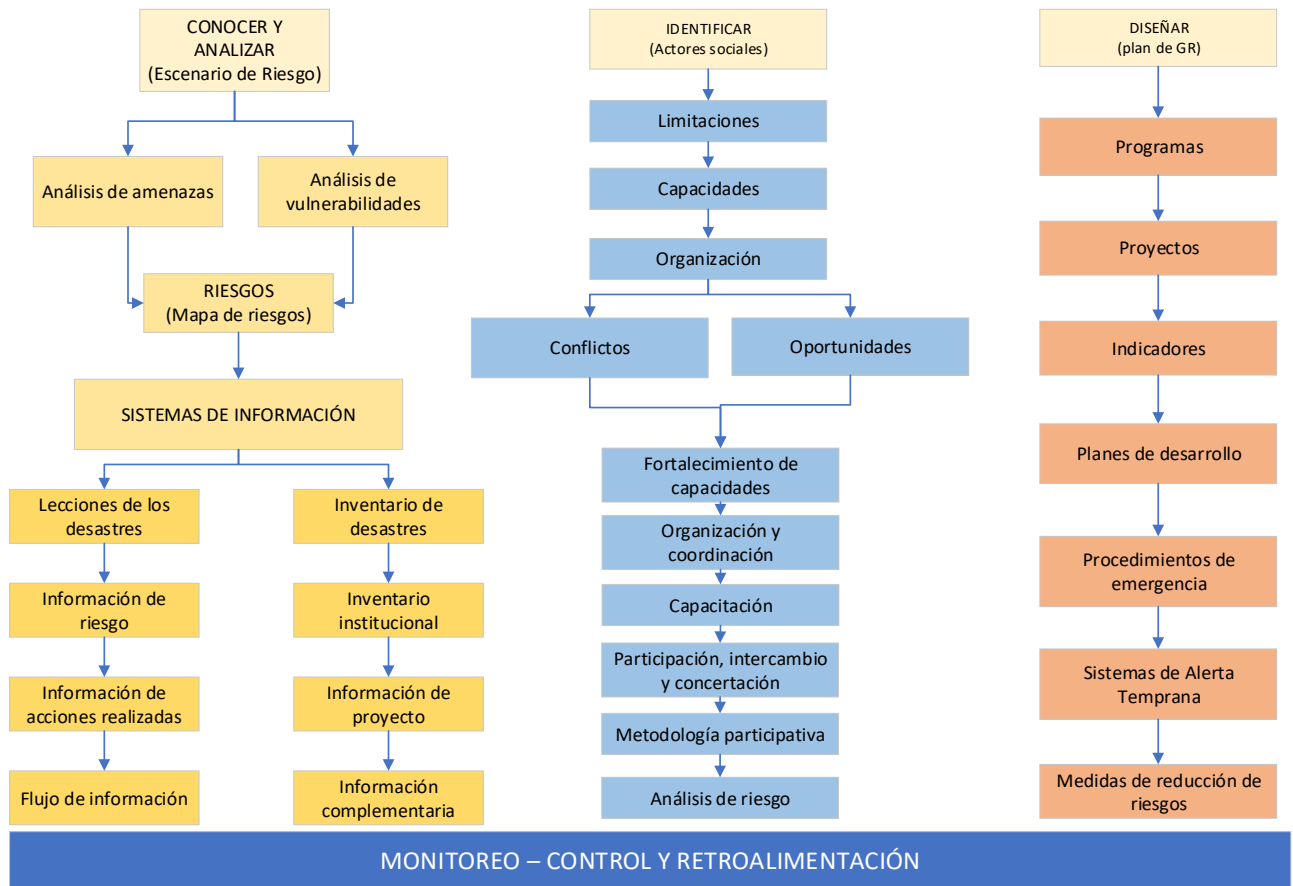 CONOCER Y
ANALIZAR
(Escenario de Riesgo)
Análisis de amenazas
Análisis de
vulnerabilidades
RIESGOS
(Mapa de riesgos)
SISTEMAS DE INFORMACIÓN
Lecciones de los
desastres
Inventario de
desastres
Información de
riesgo
Inventario
institucional
Información de
acciones realizadas
Información de
proyecto
Flujo de información
Información
complementaria
IDENTIFICAR
(Actores sociales)
Limitaciones
Capacidades
Organización
Conflictos
Oportunidades
Fortalecimiento de
capacidades
Organización y
coordinación
Capacitación
Participación, intercambio
y concertación
Metodología participativa
Análisis de riesgo
DISEÑAR
(plan de GR)
Programas
Proyectos
Indicadores
Planes de desarrollo
Procedimientos de
emergencia
Sistemas de Alerta
Temprana
Medidas de reducción de
riesgos
MONITOREO – CONTROL Y RETROALIMENTACIÓN